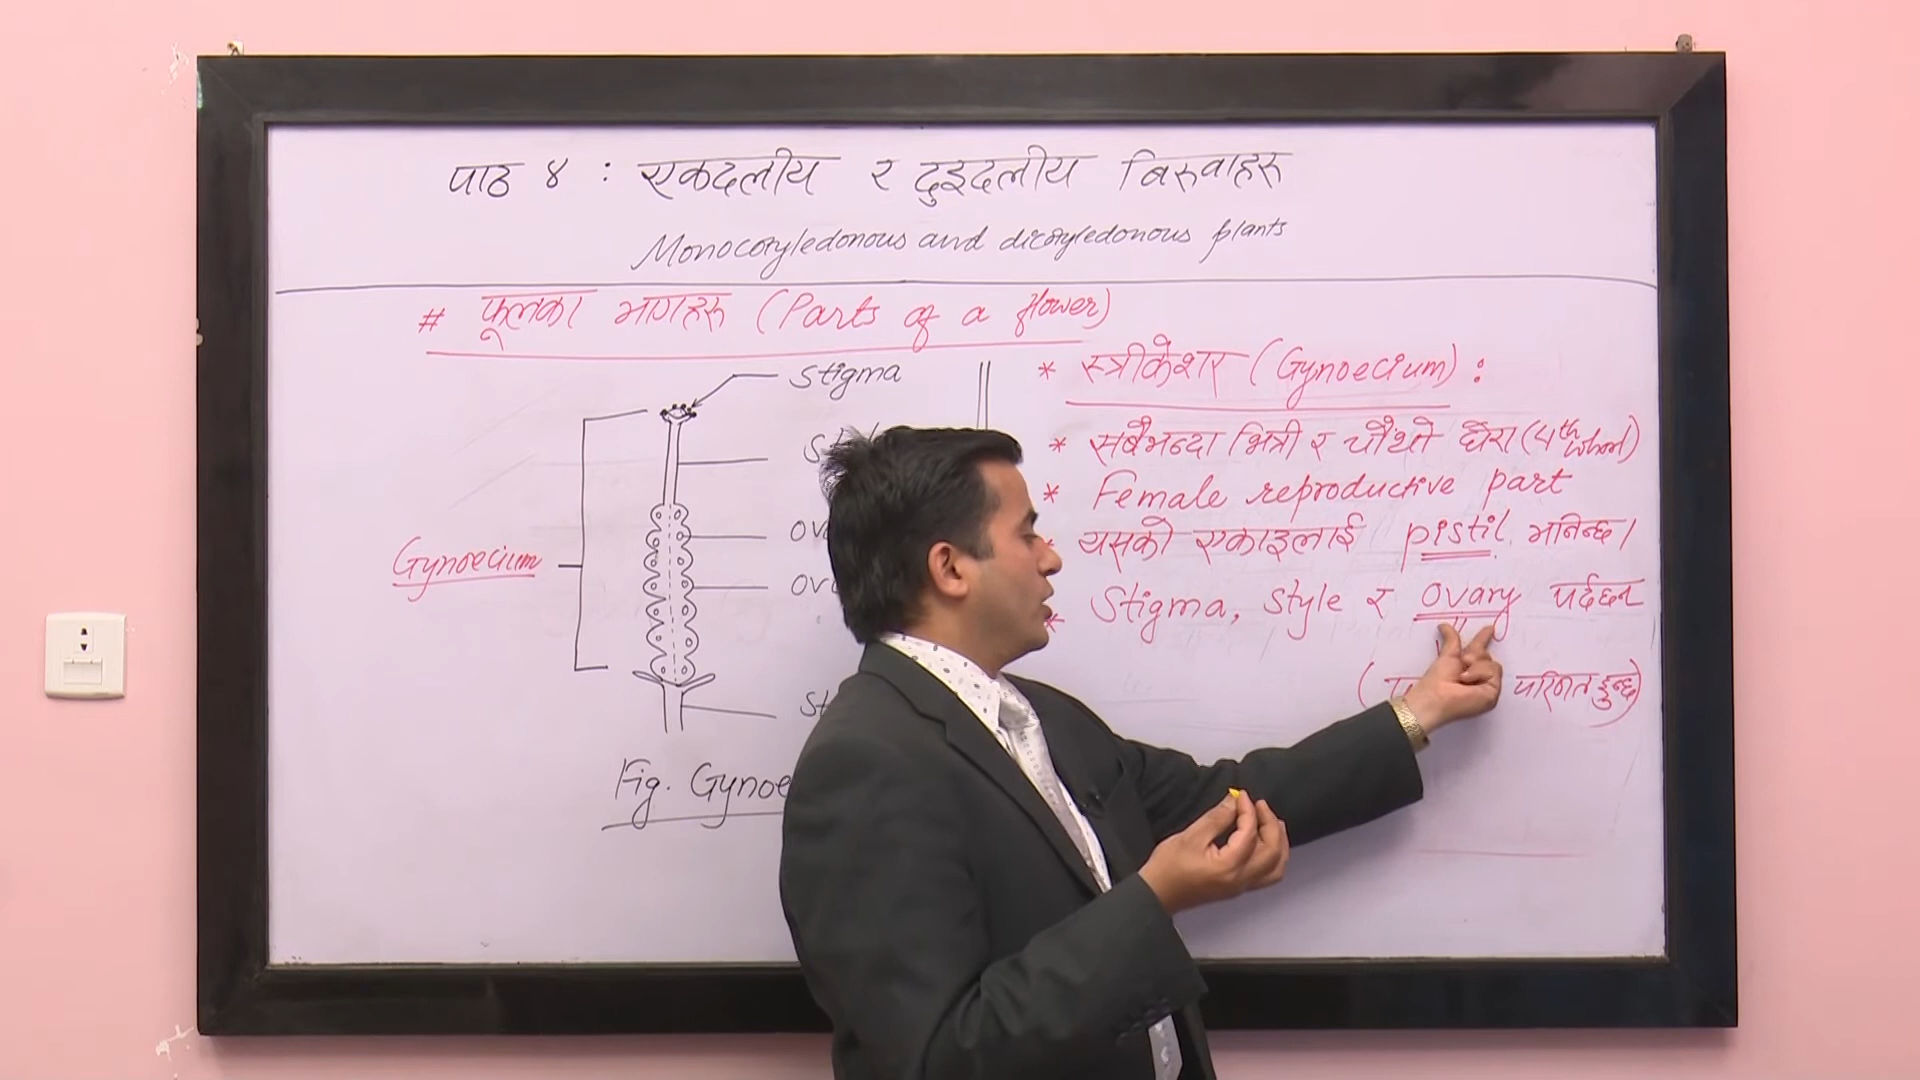 पाठ ४ : एकदलीय र दुइदलीय बिरुवाहरु
Monocotyledonous and dicotyledonous plants
# फूलका भागहरु (Parts of a flower)
Stigma
Gynoecium
Fig.
* स्त्रीकेशर (Gynoecium) :
* सबैभन्दा भित्री र चौथो घेरा (4th whorl)
* Female reproductive part
* यसको एकाइलाई pistil भनिन्छ।
* Stigma, style र ovary पर्दछन
परिणत हुन्छ)